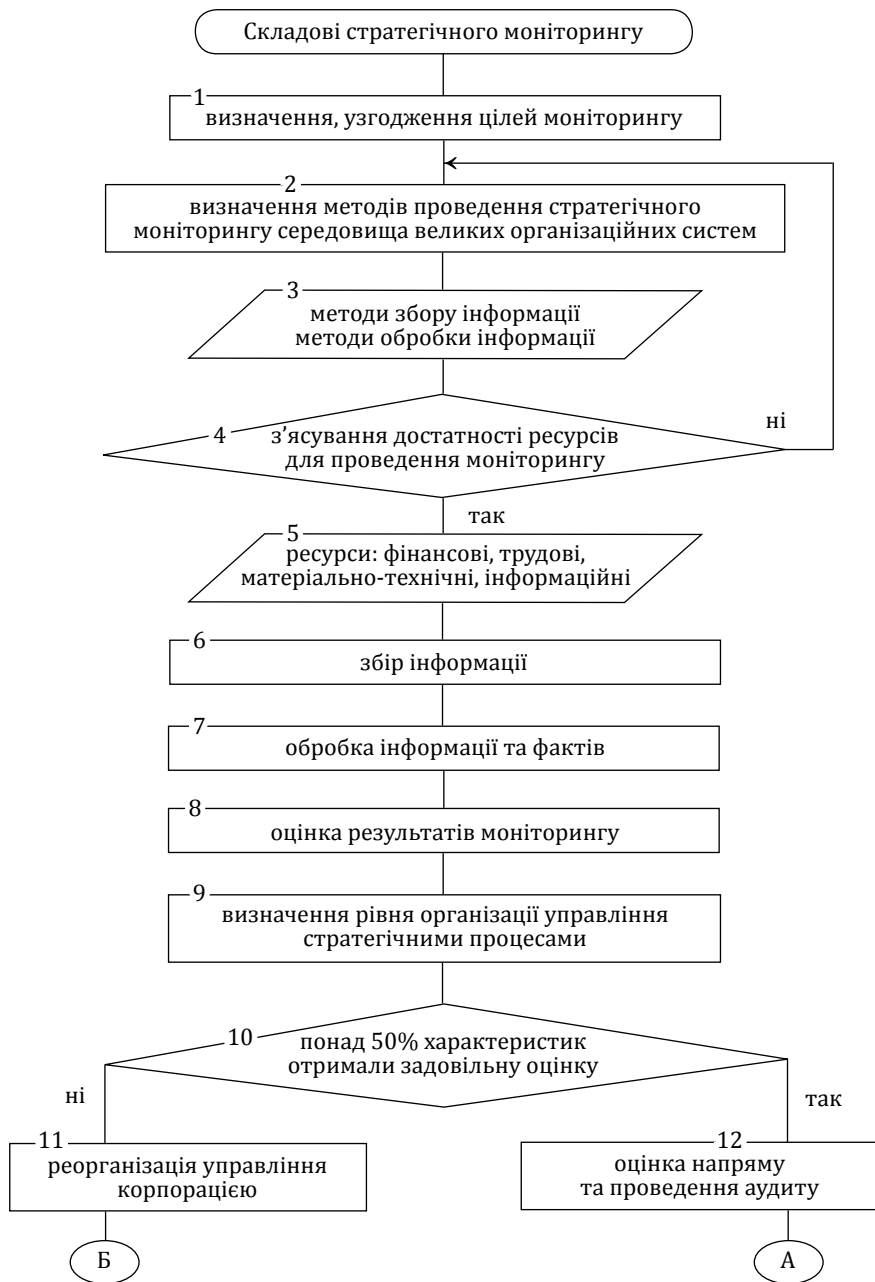 Складові стратегічного моніторингу
1
визначення, узгодження цілей моніторингу
2
визначення методів проведення стратегічного
моніторингу середовища великих організаційних систем
3
методи збору інформації
методи обробки інформації
ні
4
з’ясування достатності ресурсів
для проведення моніторингу
так
5
ресурси: фінансові, трудові,
матеріально-технічні, інформаційні
6
збір інформації
7
обробка інформації та фактів
8
оцінка результатів моніторингу
9
визначення рівня організації управління
стратегічними процесами
10
понад 50% характеристик
отримали задовільну оцінку
ні
так
11
реорганізація управління
корпорацією
12
оцінка напряму
та проведення аудиту
Б
А